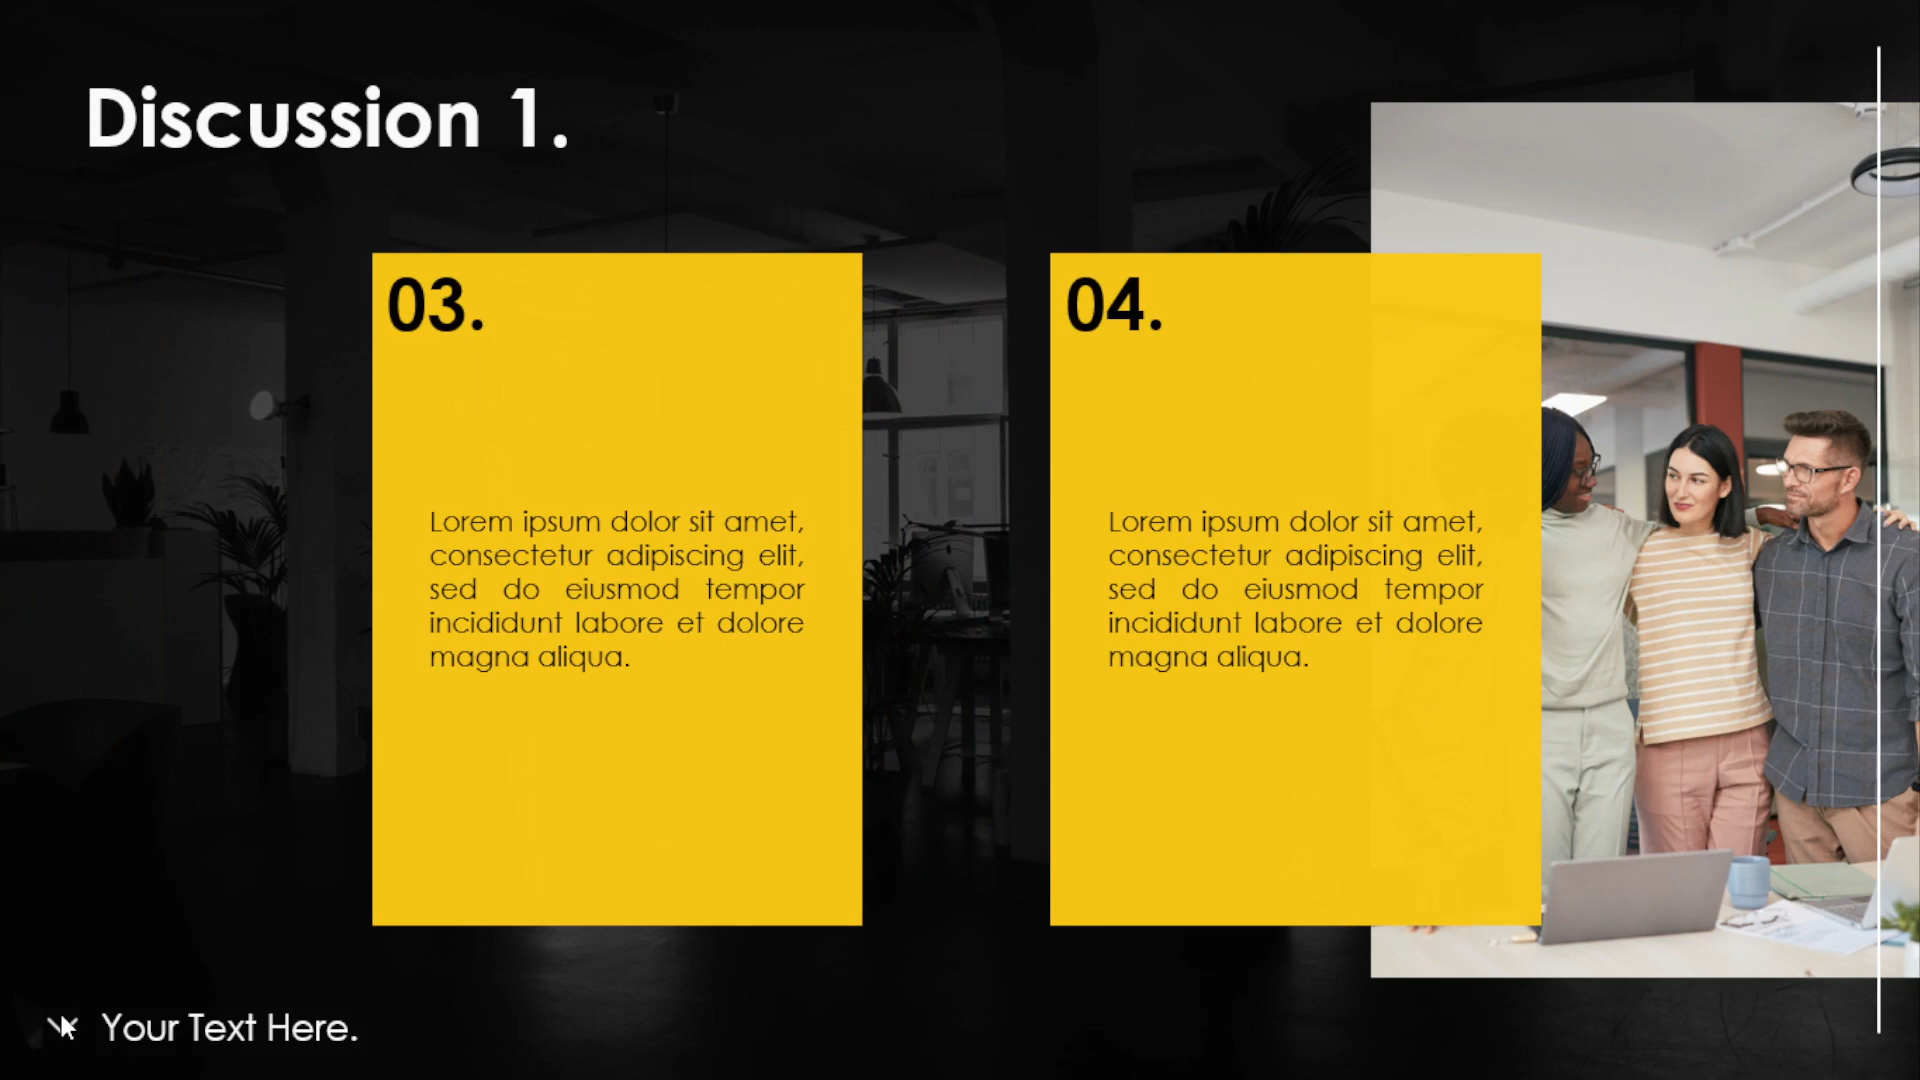 Discussion 1.
03.
Lorem ipsum dolor sit amet,
consectetur adipiscing elit,
sed do eiusmod tempor
incididunt labore et dolore
magna aliqua.
04.
Lorem ipsum dolor sit amet,
consectetur adipiscing elit,
sed do eiusmod tempor
incididunt labore et dolore
magna aliqua.
Your Text Here.